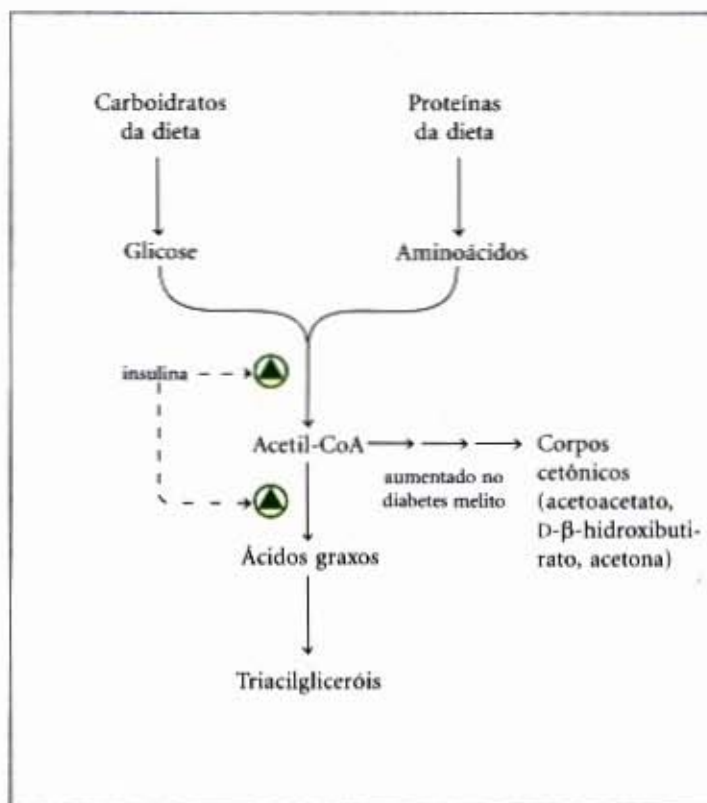 Carboidratos
da dieta
Proteínas
da dieta
Glicose
Aminoácidos
insulina
Acetil-CoA
aumentado no
diabetes melito
Corpos
cetônicos
(acetoacetato,
D-β-hidroxibuti-
rato, acetona)
Ácidos graxos
Triacilgliceróis